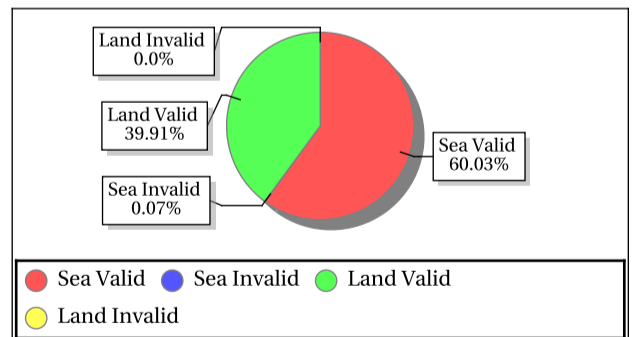 Land Invalid
0.0%
Land Valid
39.91%
Sea Valid
60.03%
Sea Invalid
0.07%
Sea Valid Sea Invalid Land Valid
Land Invalid